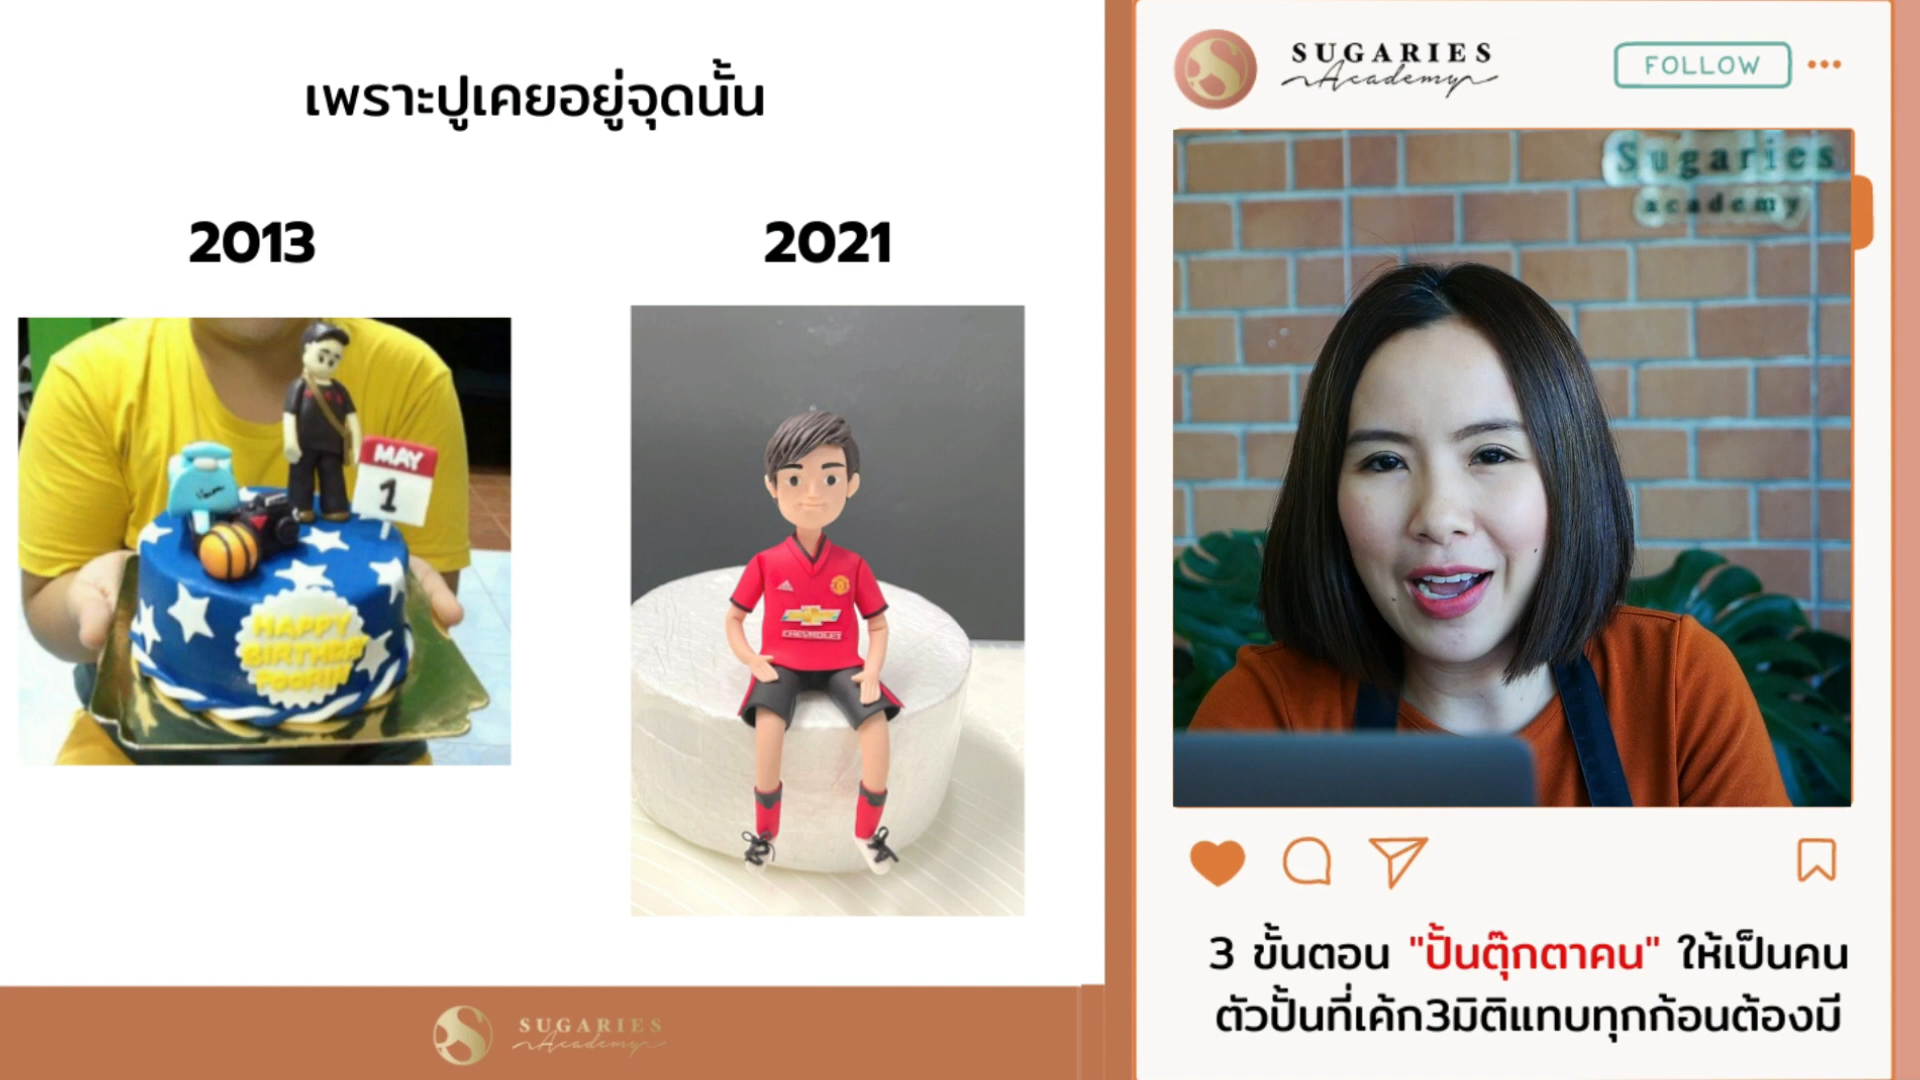 เพราะปูเคยอยู่จุดนั้น
2013
2021
MAY
1
HAPPY
BIRTHDAY
CHEVROLET
SUGARIES
Academy
SUGARIES
Academy
FOLLOW
Sugaries
academy
3 ขั้นตอน "ปั้นตุ๊กตาคน" ให้เป็นคน
ตัวปั้นที่เค้ก3มิติแทบทุกก้อนต้องมี